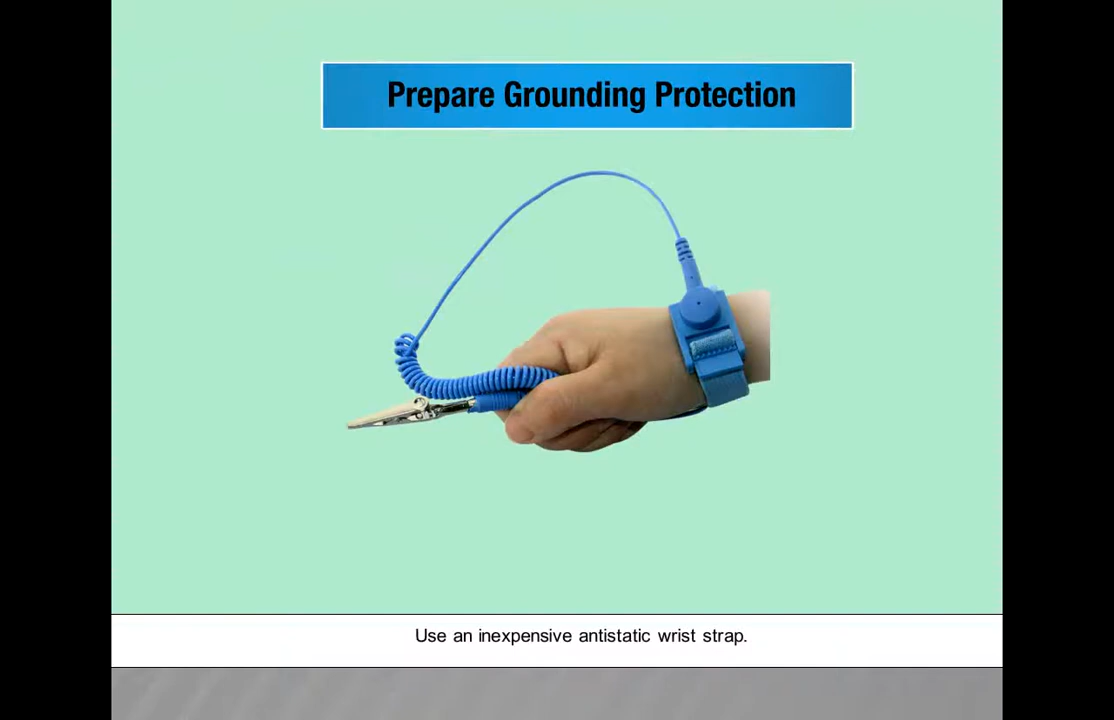 Prepare Grounding Protection
Use an inexpensive antistatic wrist strap.